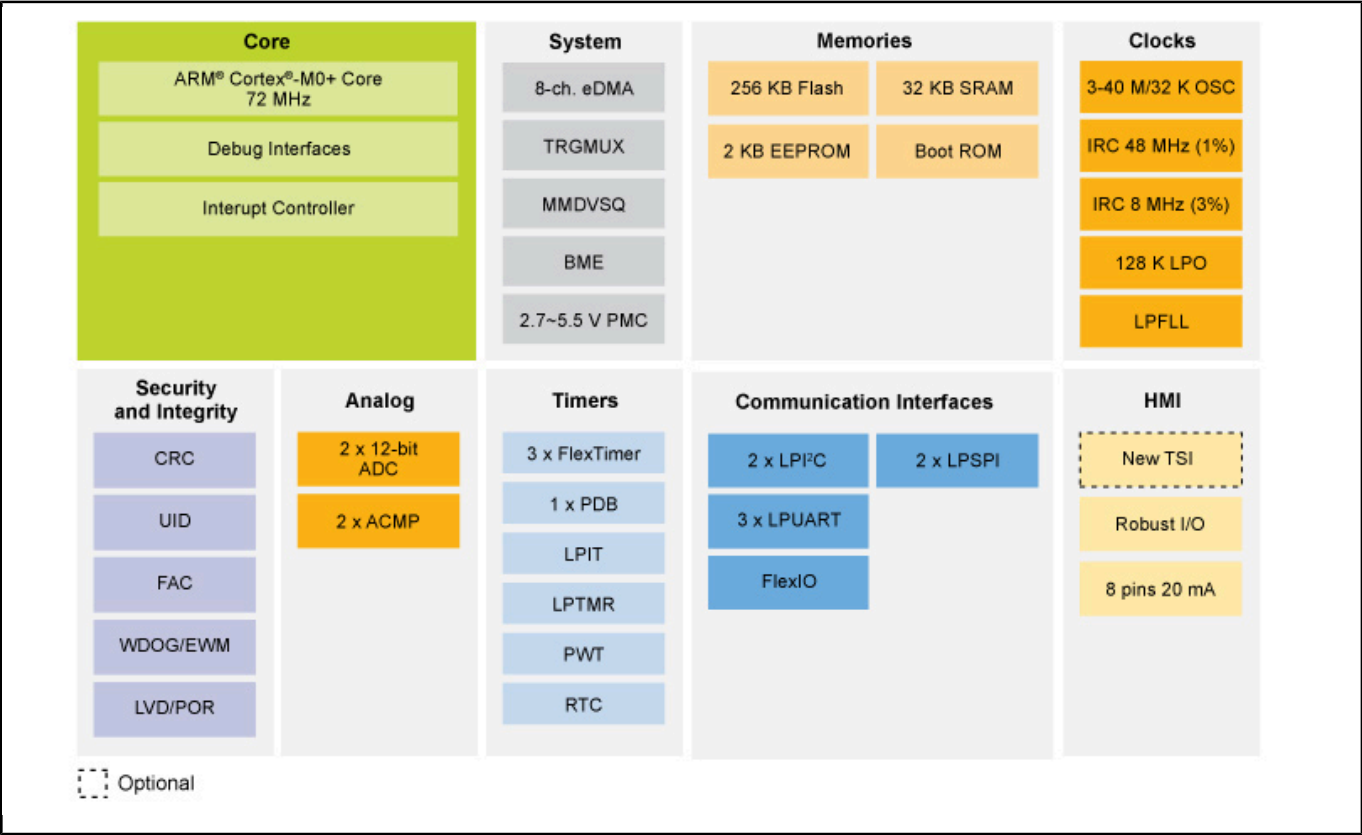 Core
ARM® Cortex®-M0+ Core
72 MHz
Debug Interfaces
Interupt Controller
System
8-ch. eDMA
TRGMUX
MMDVSQ
BME
2.7~5.5 V PMC
Memories
256 KB Flash
32 KB SRAM
2 KB EEPROM
Boot ROM
Clocks
3-40 M/32 K OSC
IRC 48 MHz (1%)
IRC 8 MHz (3%)
128 K LPO
LPFLL
Security
and Integrity
CRC
UID
FAC
WDOG/EWM
LVD/POR
Analog
2 x 12-bit
ADC
2 x ACMP
Timers
3 x FlexTimer
1 x PDB
LPIT
LPTMR
PWT
RTC
Communication Interfaces
2 x LPI²C
2 x LPSPI
3 x LPUART
FlexIO
HMI
New TSI
Robust I/O
8 pins 20 mA
Optional